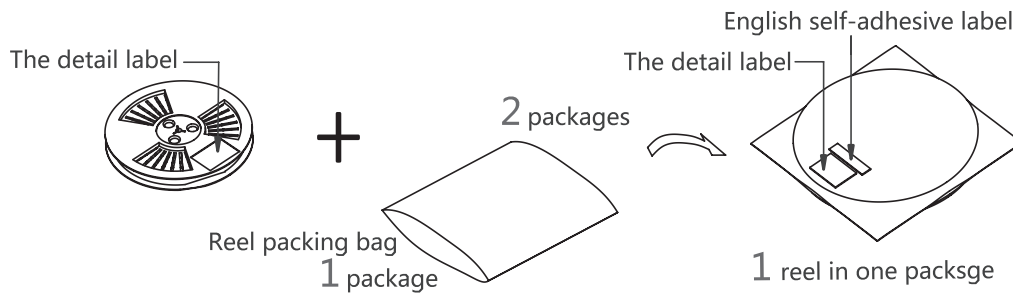 English self-adhesive label
The detail label
The detail label
2 packages
Reel packing bag
1 package
1 reel in one packsge